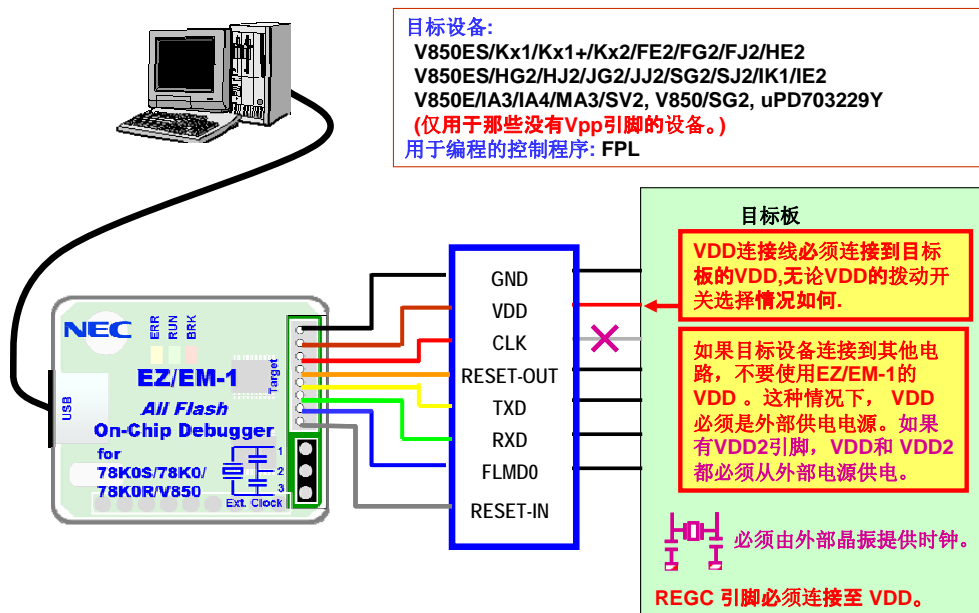 目标设备:
V850ES/Kx1/Kx1+/Kx2/FE2/FG2/FJ2/HE2
V850ES/HG2/HJ2/JG2/JJ2/SG2/SJ2/IK1/IE2
V850E/IA3/IA4/MA3/SV2, V850/SG2, uPD703229Y
(仅用于那些没有Vpp引脚的设备。)
用于编程的控制程序: FPL
目标板
VDD连接线必须连接到目标
板的VDD,无论VDD的拨动开
关选择情况如何.
如果目标设备连接到其他电
路，不要使用EZ/EM-1的
VDD 。这种情况下， VDD
必须是外部供电电源。如果
有VDD2引脚，VDD和 VDD2
都必须从外部电源供电。
必须由外部晶振提供时钟。
REGC 引脚必须连接至 VDD。
GND
VDD
CLK
RESET-OUT
TXD
RXD
FLMD0
RESET-IN
NEC
ERR
RUN
BRK
Target
USB
EZ/EM-1
All Flash
On-Chip Debugger
for
78K0S/78K0/
78K0R/V850
1
2
3
Ext. Clock